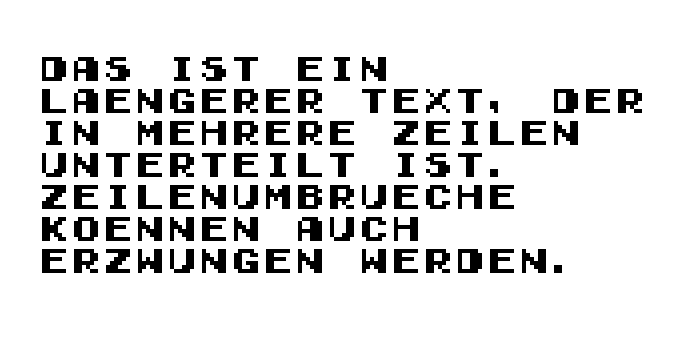 DAS IST EIN
LAENGERER TEXT, DER
IN MEHRERE ZEILEN
UNTERTEILT IST.
ZEILENUMBRUECHE
KOENNEN AUCH
ERZWUNGEN WERDEN.